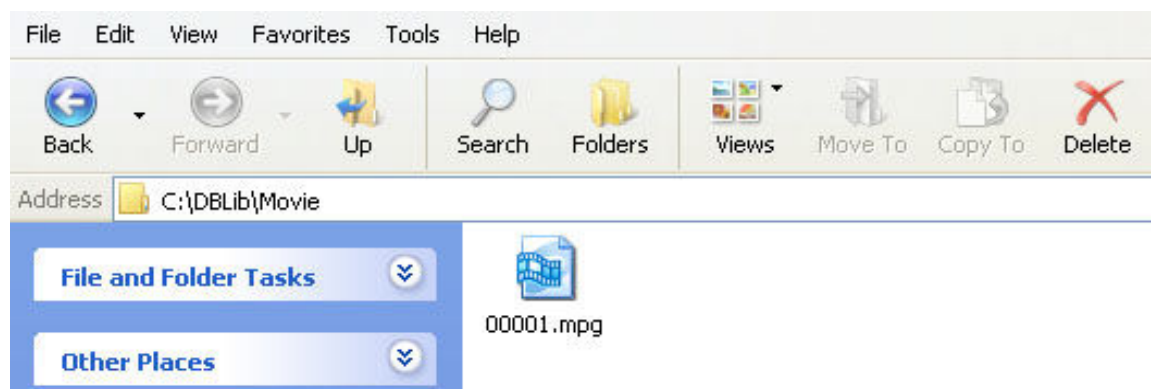 File Edit View Favorites Tools Help
Back Forward Up Search Folders Views Move To Copy To Delete
Address C:\DBLib\Movie
File and Folder Tasks
00001.mpg
Other Places